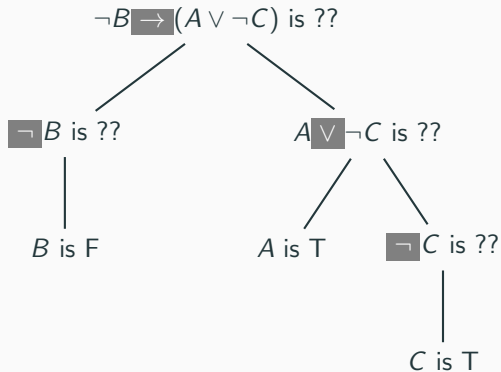 ¬B → (A ∨ ¬C) is ??
¬ B is ??
A ∨ ¬C is ??
B is F
A is T
¬ C is ??
C is T